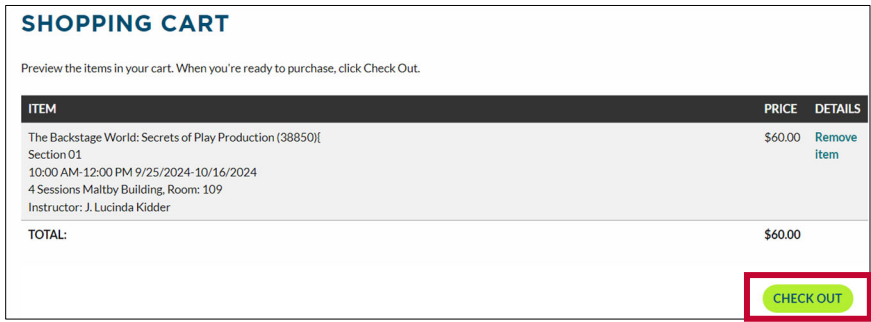 SHOPPING CART
Preview the items in your cart. When you're ready to purchase, click Check Out.
ITEM PRICE DETAILS
The Backstage World: Secrets of Play Production (38850){ $60.00 Remove
Section 01 item
10:00 AM-12:00 PM 9/25/2024-10/16/2024
4 Sessions Maltby Building, Room: 109
Instructor: J. Lucinda Kidder
TOTAL: $60.00
CHECK OUT